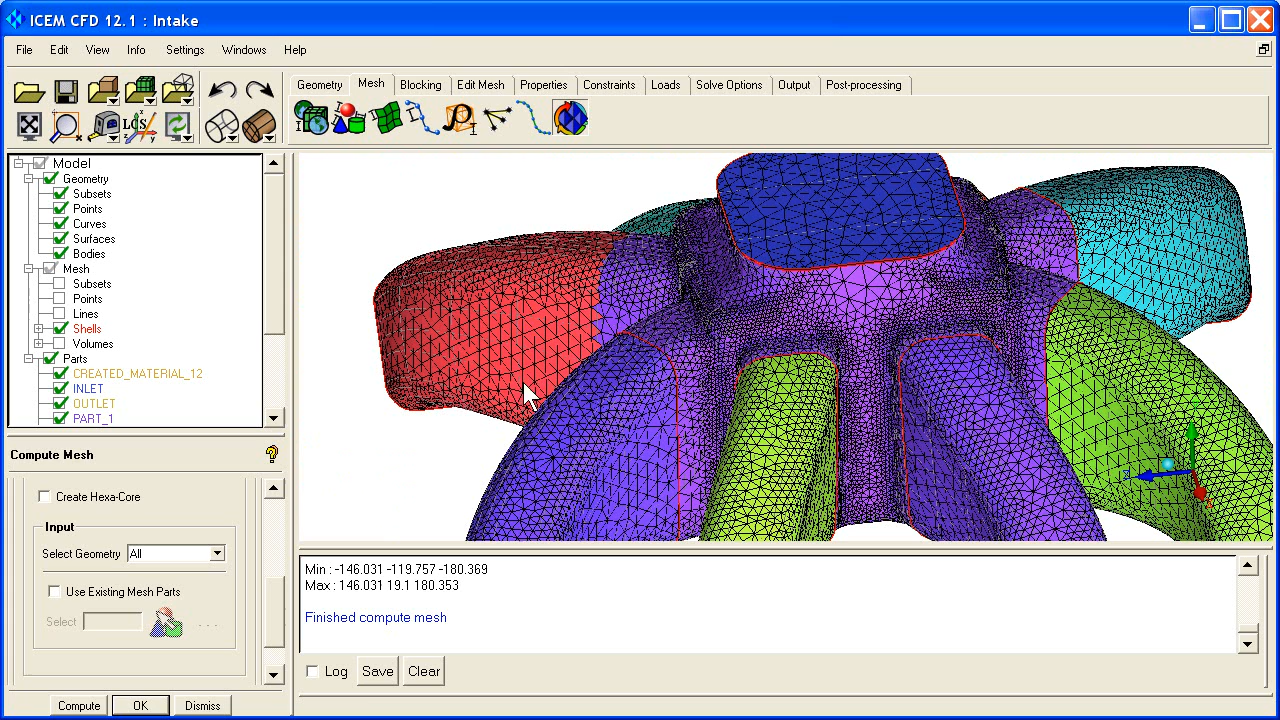 ICEM CFD 12.1 : Intake
File Edit View Info Settings Windows Help
Geometry Mesh Blocking Edit Mesh Properties Constraints Loads Solve Options Output Post-processing
Model
Geometry
Subsets
Points
Curves
Surfaces
Bodies
Mesh
Subsets
Points
Lines
Shells
Volumes
Parts
CREATED_MATERIAL_12
INLET
OUTLET
PART_1
Compute Mesh
Create Hexa-Core
Input
Select Geometry All
Use Existing Mesh Parts
Select
Compute OK Dismiss
Min : -146.031 -119.757 -180.369
Max : 146.031 19.1 180.353
Finished compute mesh
Log Save Clear